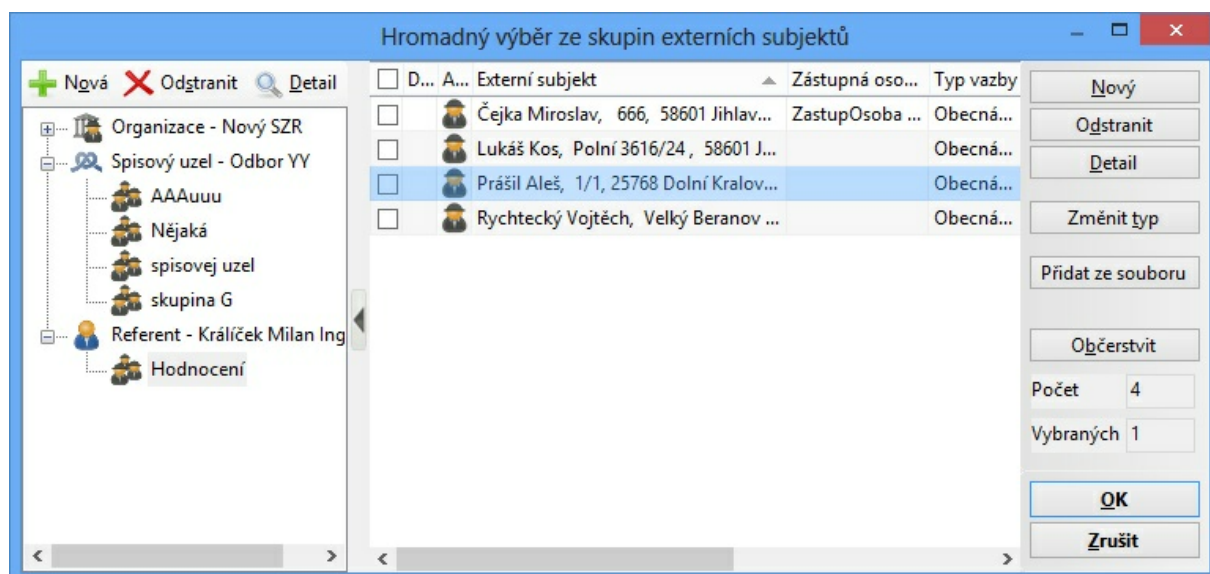 Hromadný výběr ze skupin externích subjektů
Nová Odstranit Detail
Organizace - Nový SZR
Spisový uzel - Odbor YY
AAAuuu
Nějaká
spisovej uzel
skupina G
Referent - Králíček Milan Ing
Hodnocení
D... A... Externí subjekt Zástupná oso... Typ vazby
Čejka Miroslav, 666, 58601 Jihlav... ZastupOsoba ... Obecná...
Lukáš Kos, Polní 3616/24 , 58601 J... Obecná...
Prášil Aleš, 1/1, 25768 Dolní Kralov... Obecná...
Rychtecký Vojtěch, Velký Beranov ... Obecná...
Nový
Odstranit
Detail
Změnit typ
Přidat ze souboru
Občerstvit
Počet 4
Vybraných 1
OK
Zrušit